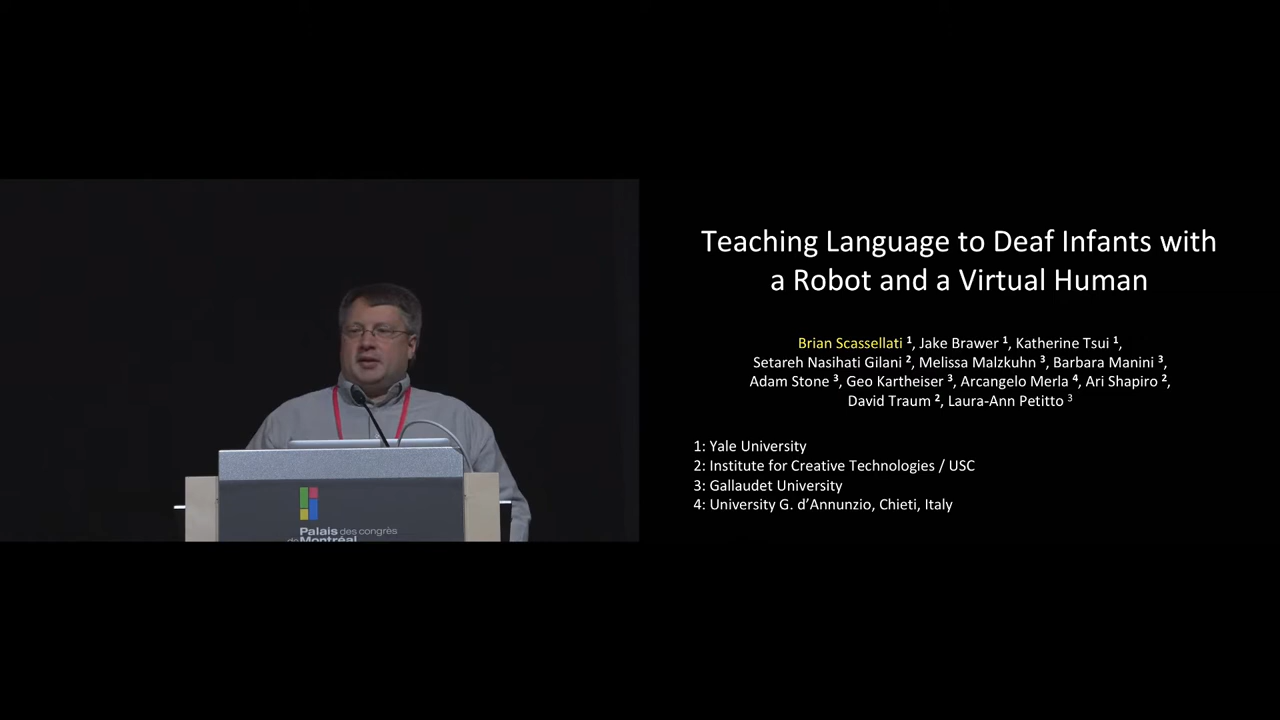 Teaching Language to Deaf Infants with
a Robot and a Virtual Human
Brian Scassellati ¹, Jake Brawer ¹, Katherine Tsui ¹,
Setareh Nasihati Gilani ², Melissa Malzkuhn ³, Barbara Manini ³,
Adam Stone ³, Geo Kartheiser ³, Arcangelo Merla ⁴, Ari Shapiro ²,
David Traum ², Laura-Ann Petitto ³
1: Yale University
2: Institute for Creative Technologies / USC
3: Gallaudet University
4: University G. d’Annunzio, Chieti, Italy
Palais des congrès
de Montréal